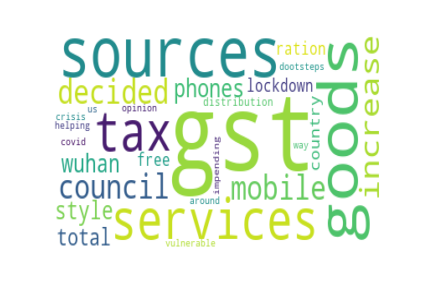 sources
ration
dootsteps
decided
phones
lockdown
distribution
us
opinion
crisis
helping
covid
tax
gst
goods
increase
country
way
impending
wuhan
free
council
mobile
around
style
services
total
vulnerable